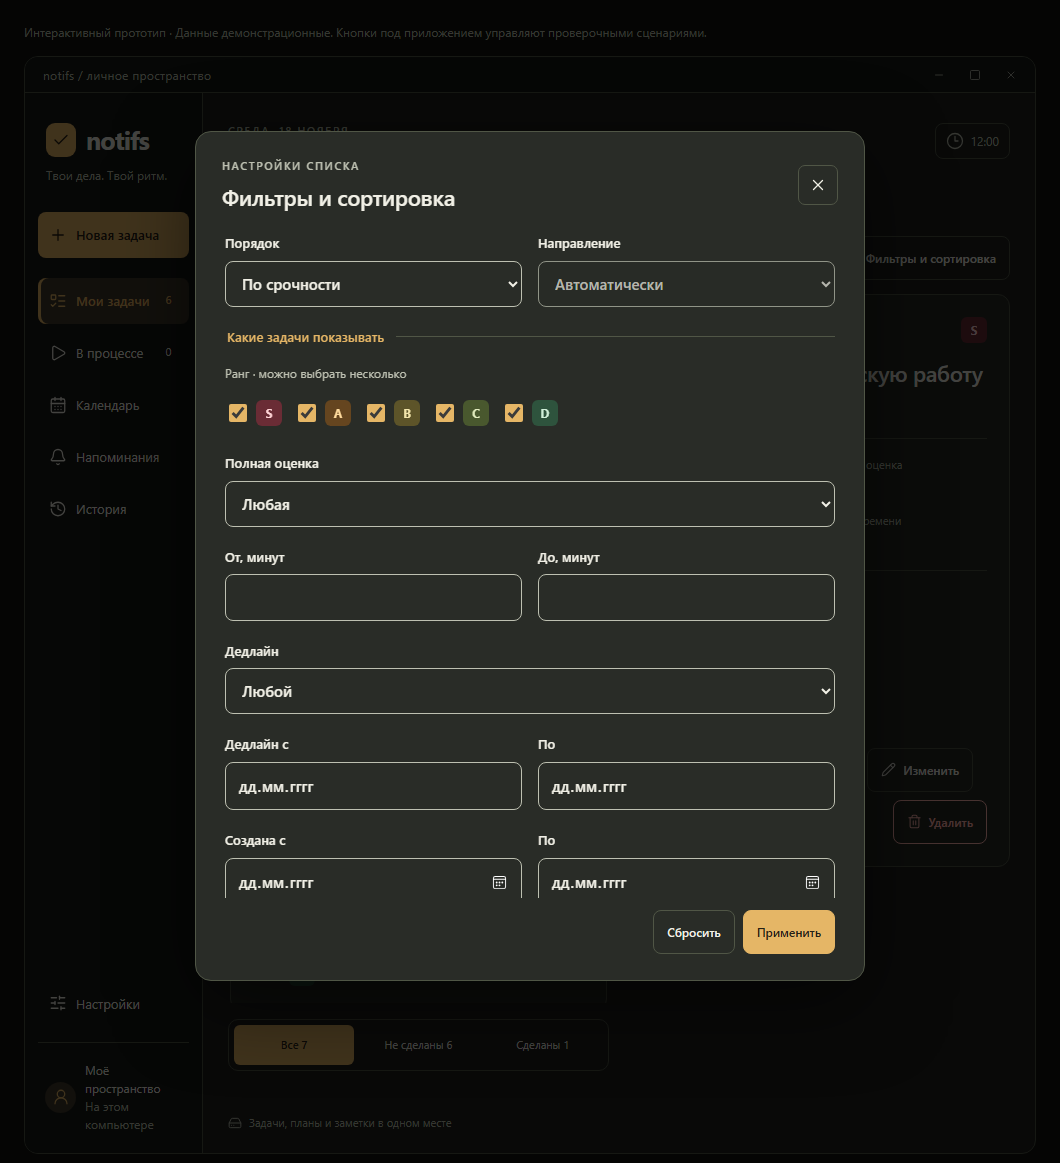 Интерактивный прототип · Данные демонстрационные. Кнопки под приложением управляют проверочными сценариями.
notifs / личное пространство
СРЕДА, 18 НОЯБРЯ
notifs
12:00
Твои дела. Твой ритм.
Новая задача
Мои задачи 6
В процессе 0
Календарь
Напоминания
История
Настройки
Моё
пространство
На этом
компьютере
НАСТРОЙКИ СПИСКА
Фильтры и сортировка
Порядок Направление
По срочности Автоматически
Какие задачи показывать
Ранг · можно выбрать несколько
S A B C D
Полная оценка
Любая
От, минут До, минут
Дедлайн
Любой
Дедлайн с По
дд.мм.гггг дд.мм.гггг
Создана с По
дд.мм.гггг дд.мм.гггг
Сбросить Применить
Фильтры и сортировка
S
скую работу
оценка
ремени
Изменить
Удалить
Все 7 Не сделаны 6 Сделаны 1
Задачи, планы и заметки в одном месте